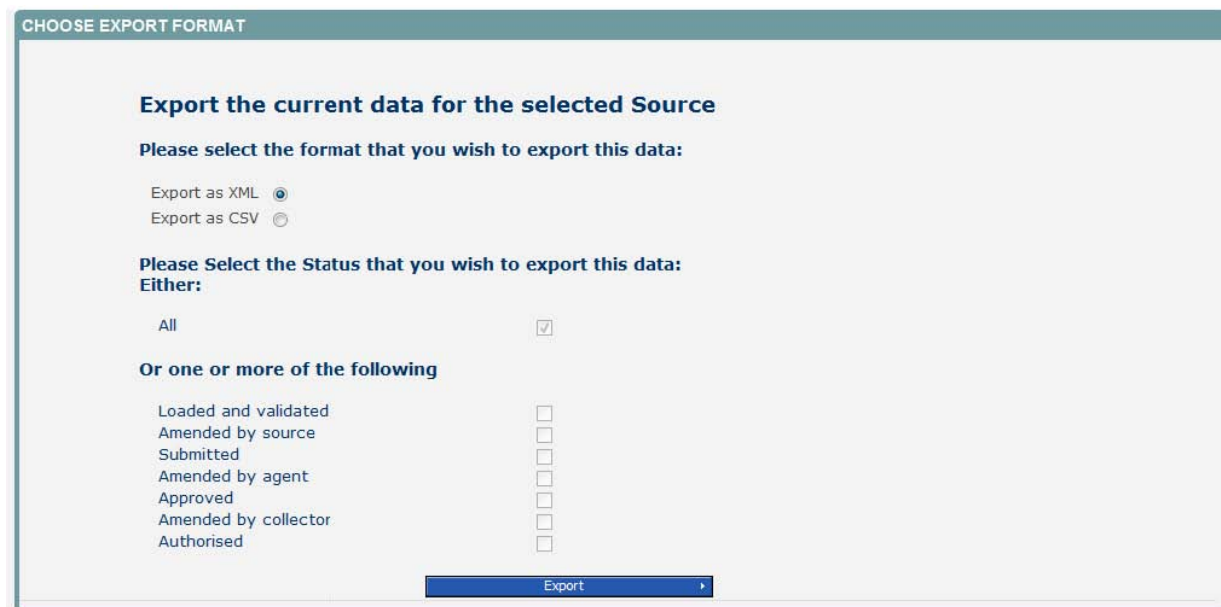 CHOOSE EXPORT FORMAT
Export the current data for the selected Source
Please select the format that you wish to export this data:
Export as XML
Export as CSV
Please Select the Status that you wish to export this data:
Either:
All
Or one or more of the following
Loaded and validated
Amended by source
Submitted
Amended by agent
Approved
Amended by collector
Authorised
Export